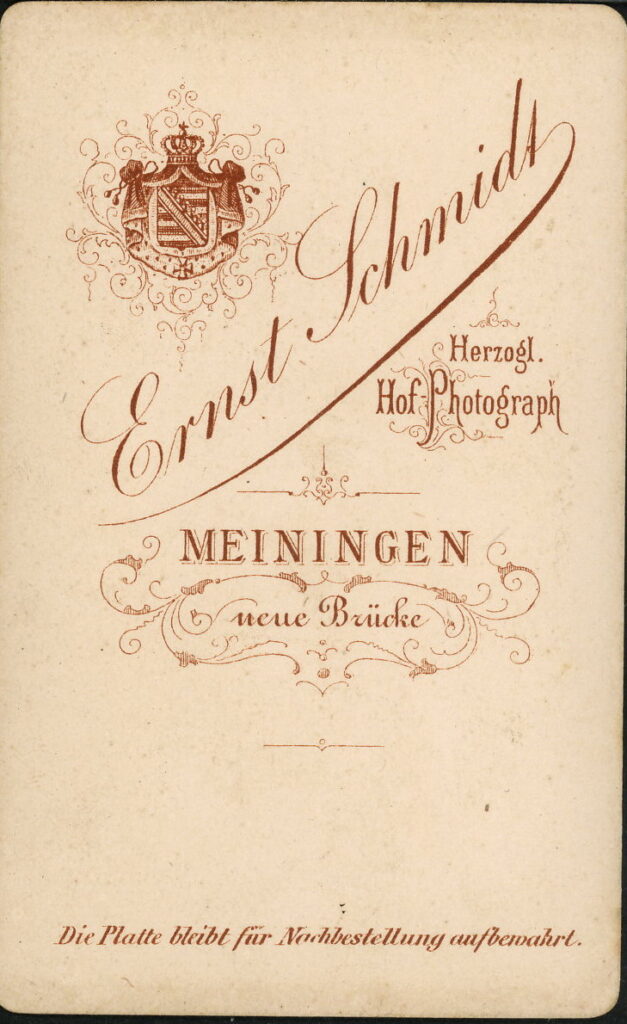 Ernst Schmidt
Herzogl.
Hof-Photograph
MEININGEN
neue Brücke
Die Platte bleibt für Nachbestellung aufbewahrt.